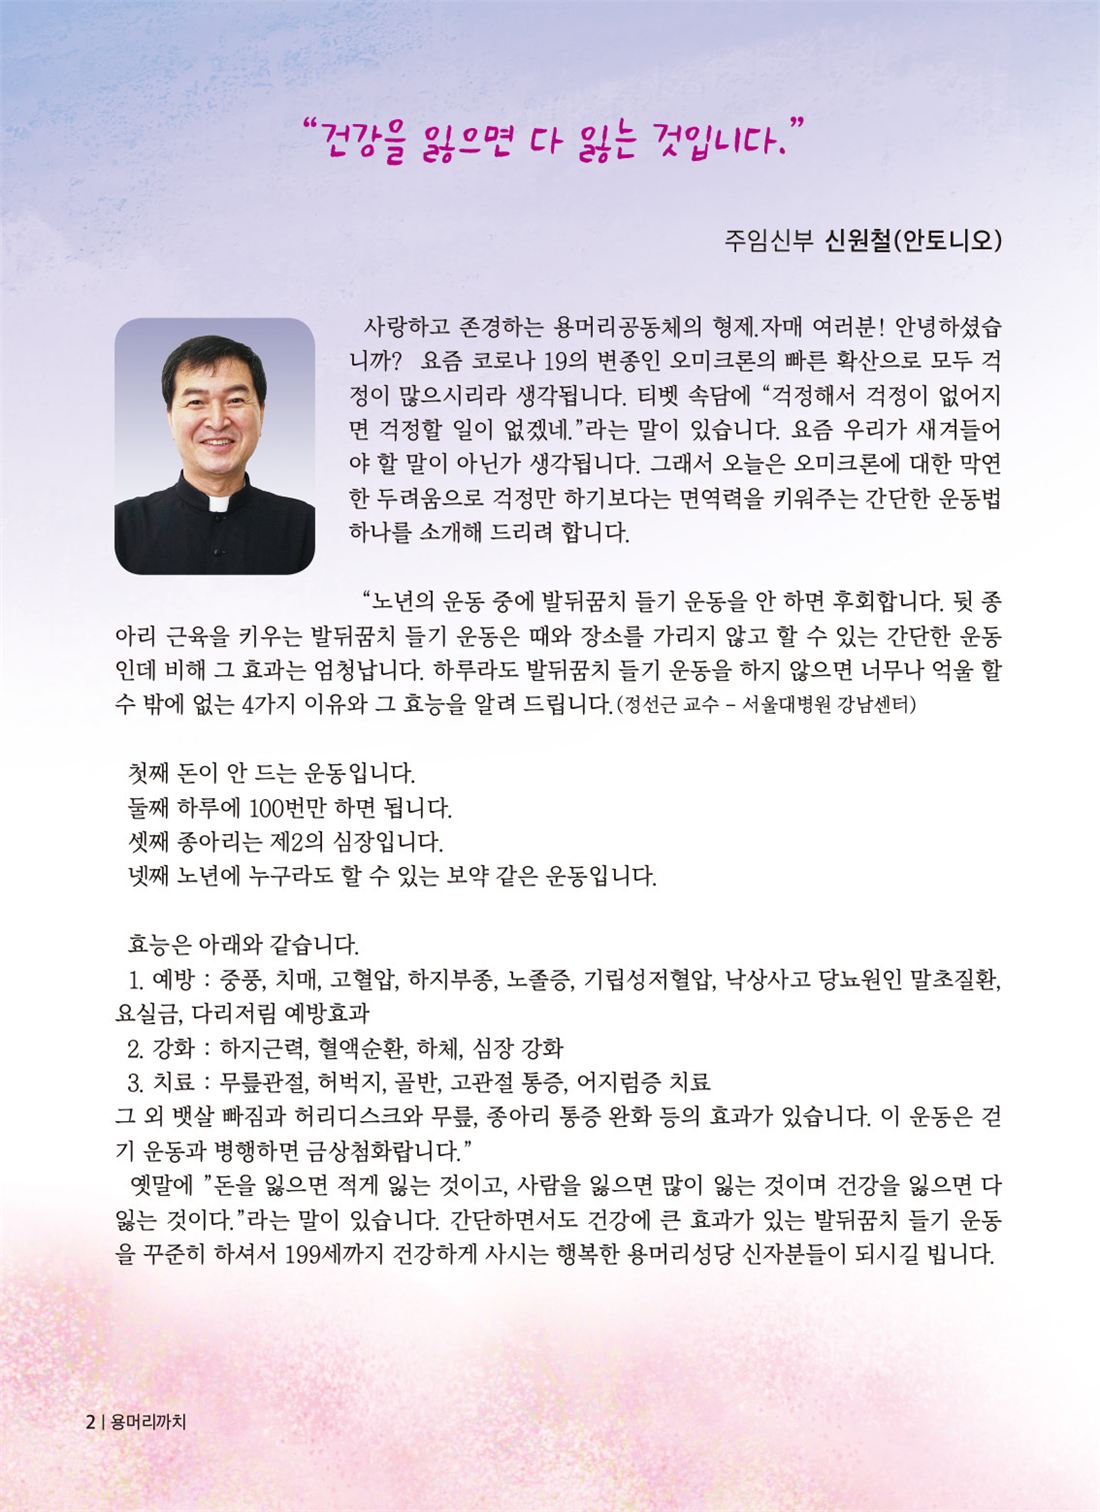 “건강을 잃으면 다 잃는 것입니다.”
주임신부 신원철(안토니오)
사랑하고 존경하는 용머리공동체의 형제.자매 여러분! 안녕하셨습
니까? 요즘 코로나 19의 변종인 오미크론의 빠른 확산으로 모두 걱
정이 많으시리라 생각됩니다. 티벳 속담에 “걱정해서 걱정이 없어지
면 걱정할 일이 없겠네.”라는 말이 있습니다. 요즘 우리가 새겨들어
야 할 말이 아닌가 생각됩니다. 그래서 오늘은 오미크론에 대한 막연
한 두려움으로 걱정만 하기보다는 면역력을 키워주는 간단한 운동법
하나를 소개해 드리려 합니다.
“노년의 운동 중에 발뒤꿈치 들기 운동을 안 하면 후회합니다. 뒷 종
아리 근육을 키우는 발뒤꿈치 들기 운동은 때와 장소를 가리지 않고 할 수 있는 간단한 운동
인데 비해 그 효과는 엄청납니다. 하루라도 발뒤꿈치 들기 운동을 하지 않으면 너무나 억울 할
수 밖에 없는 4가지 이유와 그 효능을 알려 드립니다.(정선근 교수 - 서울대병원 강남센터)
첫째 돈이 안 드는 운동입니다.
둘째 하루에 100번만 하면 됩니다.
셋째 종아리는 제2의 심장입니다.
넷째 노년에 누구라도 할 수 있는 보약 같은 운동입니다.
효능은 아래와 같습니다.
1. 예방 : 중풍, 치매, 고혈압, 하지부종, 노졸증, 기립성저혈압, 낙상사고 당뇨원인 말초질환,
요실금, 다리저림 예방효과
2. 강화 : 하지근력, 혈액순환, 하체, 심장 강화
3. 치료 : 무릎관절, 허벅지, 골반, 고관절 통증, 어지럼증 치료
그 외 뱃살 빠짐과 허리디스크와 무릎, 종아리 통증 완화 등의 효과가 있습니다. 이 운동은 걷
기 운동과 병행하면 금상첨화랍니다.”
옛말에 ”돈을 잃으면 적게 잃는 것이고, 사람을 잃으면 많이 잃는 것이며 건강을 잃으면 다
잃는 것이다.”라는 말이 있습니다. 간단하면서도 건강에 큰 효과가 있는 발뒤꿈치 들기 운동
을 꾸준히 하셔서 199세까지 건강하게 사시는 행복한 용머리성당 신자분들이 되시길 빕니다.
2 | 용머리까치